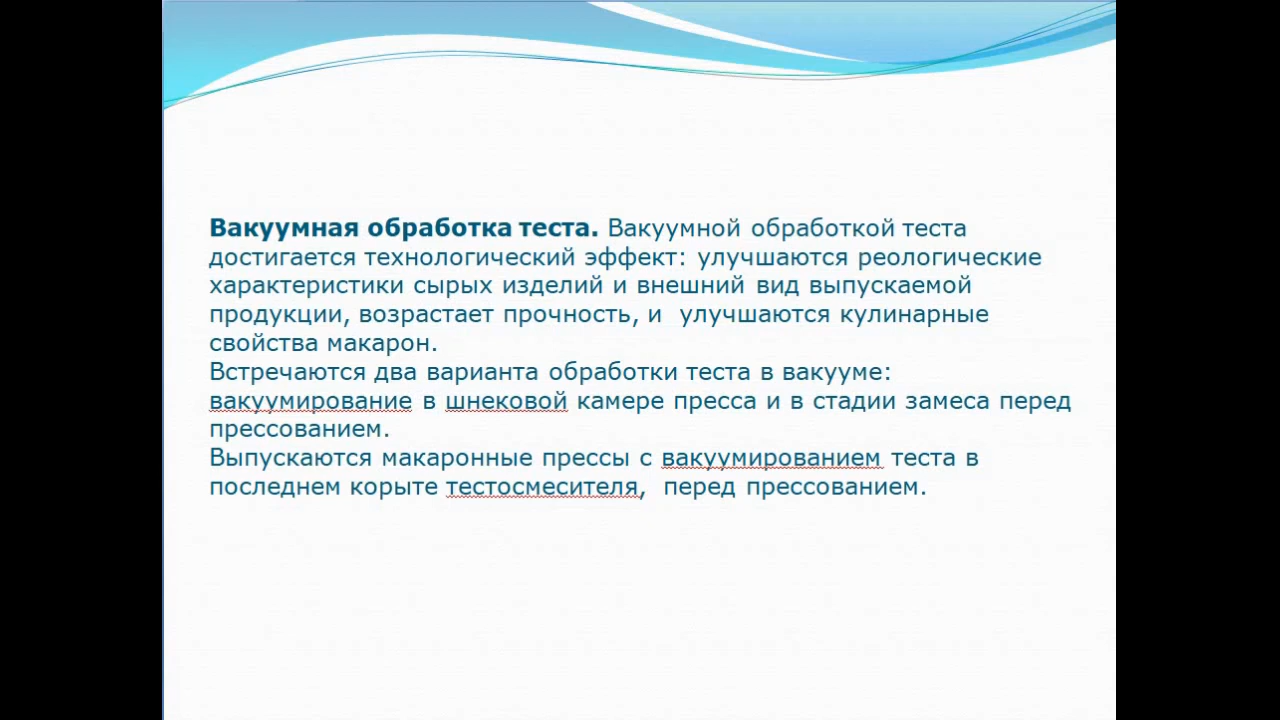 Вакуумная обработка теста. Вакуумной обработкой теста
достигается технологический эффект: улучшаются реологические
характеристики сырых изделий и внешний вид выпускаемой
продукции, возрастает прочность, и  улучшаются кулинарные
свойства макарон.
Встречаются два варианта обработки теста в вакууме:
вакуумирование в шнековой камере пресса и в стадии замеса перед
прессованием.
Выпускаются макаронные прессы с вакуумированием теста в
последнем корыте тестосмесителя,  перед прессованием.